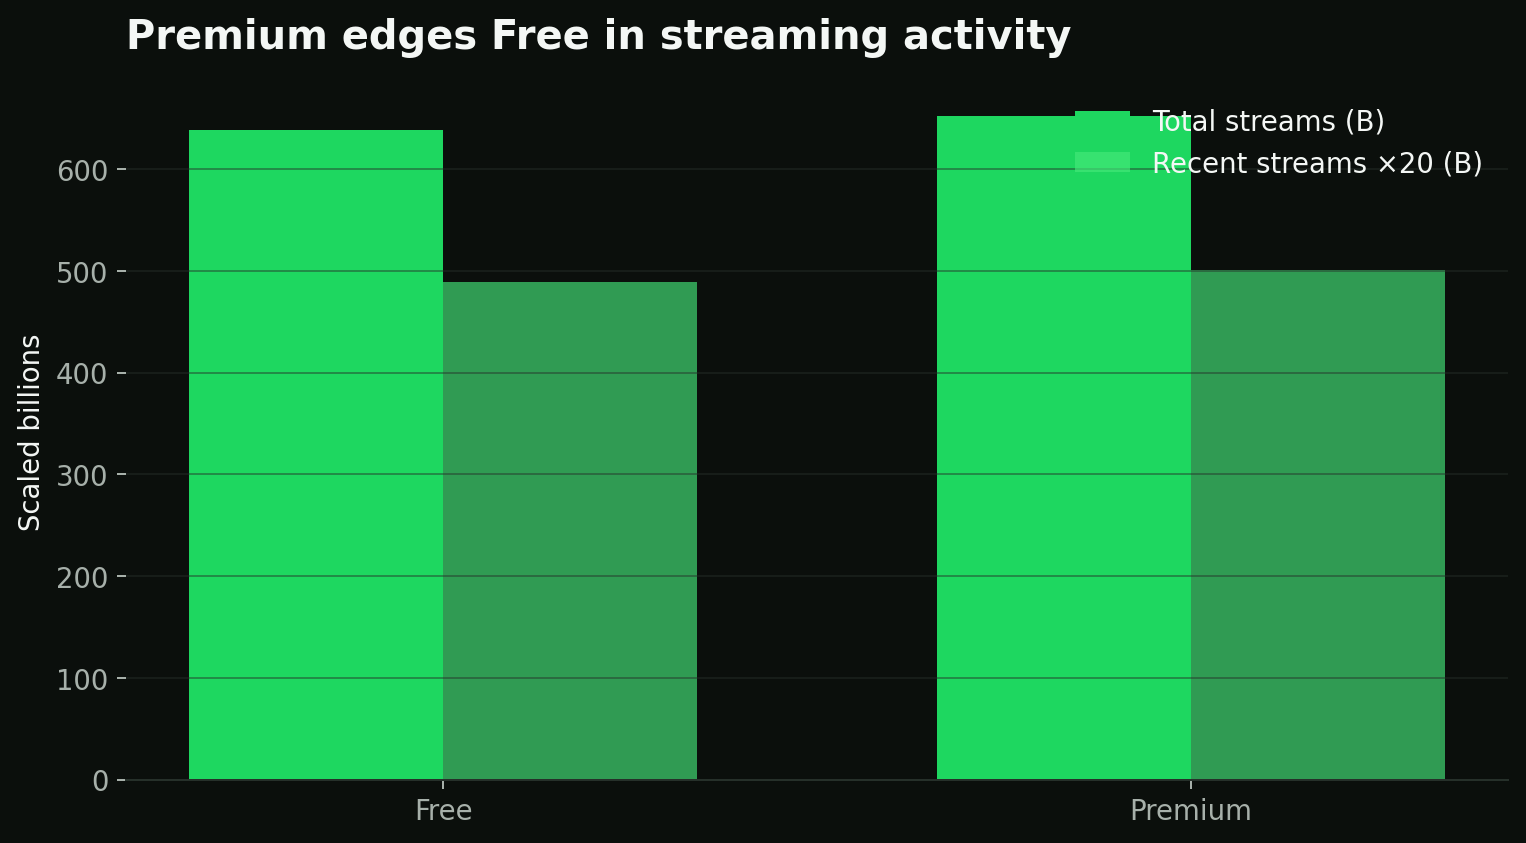 Premium edges Free in streaming activity
Total streams (B)
Recent streams ×20 (B)
Scaled billions
600
500
400
300
200
100
0
Free
Premium